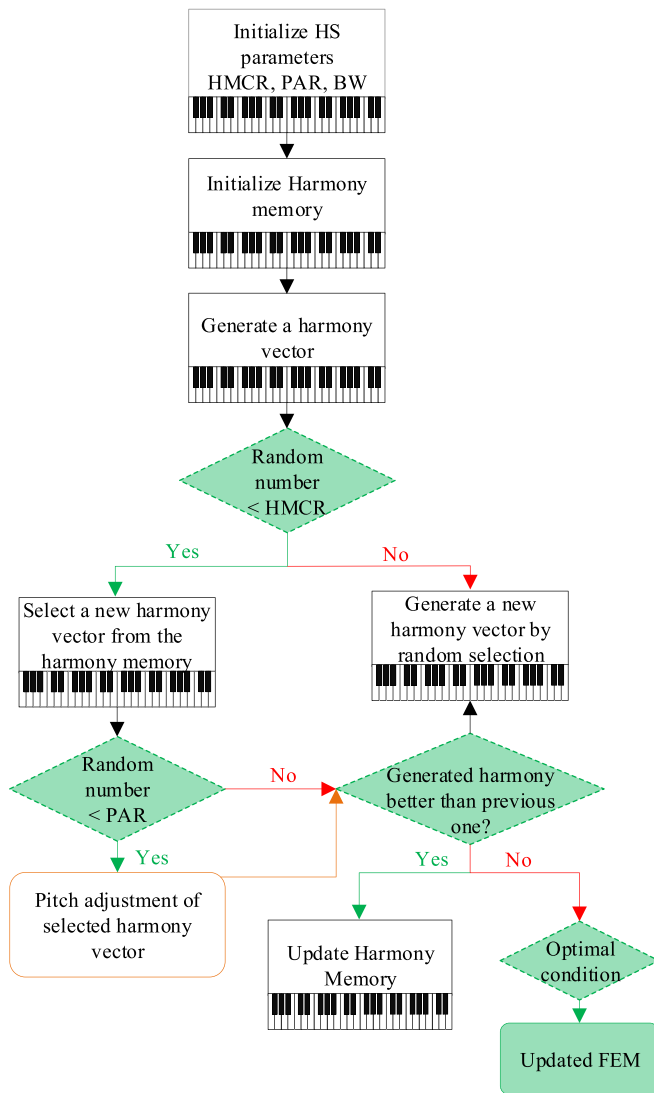 Initialize HS
parameters
HMCR, PAR, BW
Initialize Harmony
memory
Generate a harmony
vector
Random
number
< HMCR
Yes
No
Select a new harmony
vector from the
harmony memory
Generate a new
harmony vector by
random selection
Random
number
< PAR
No
Generated harmony
better than previous
one?
Yes
Yes
No
Pitch adjustment of
selected harmony
vector
Update Harmony
Memory
Optimal
condition
Updated FEM